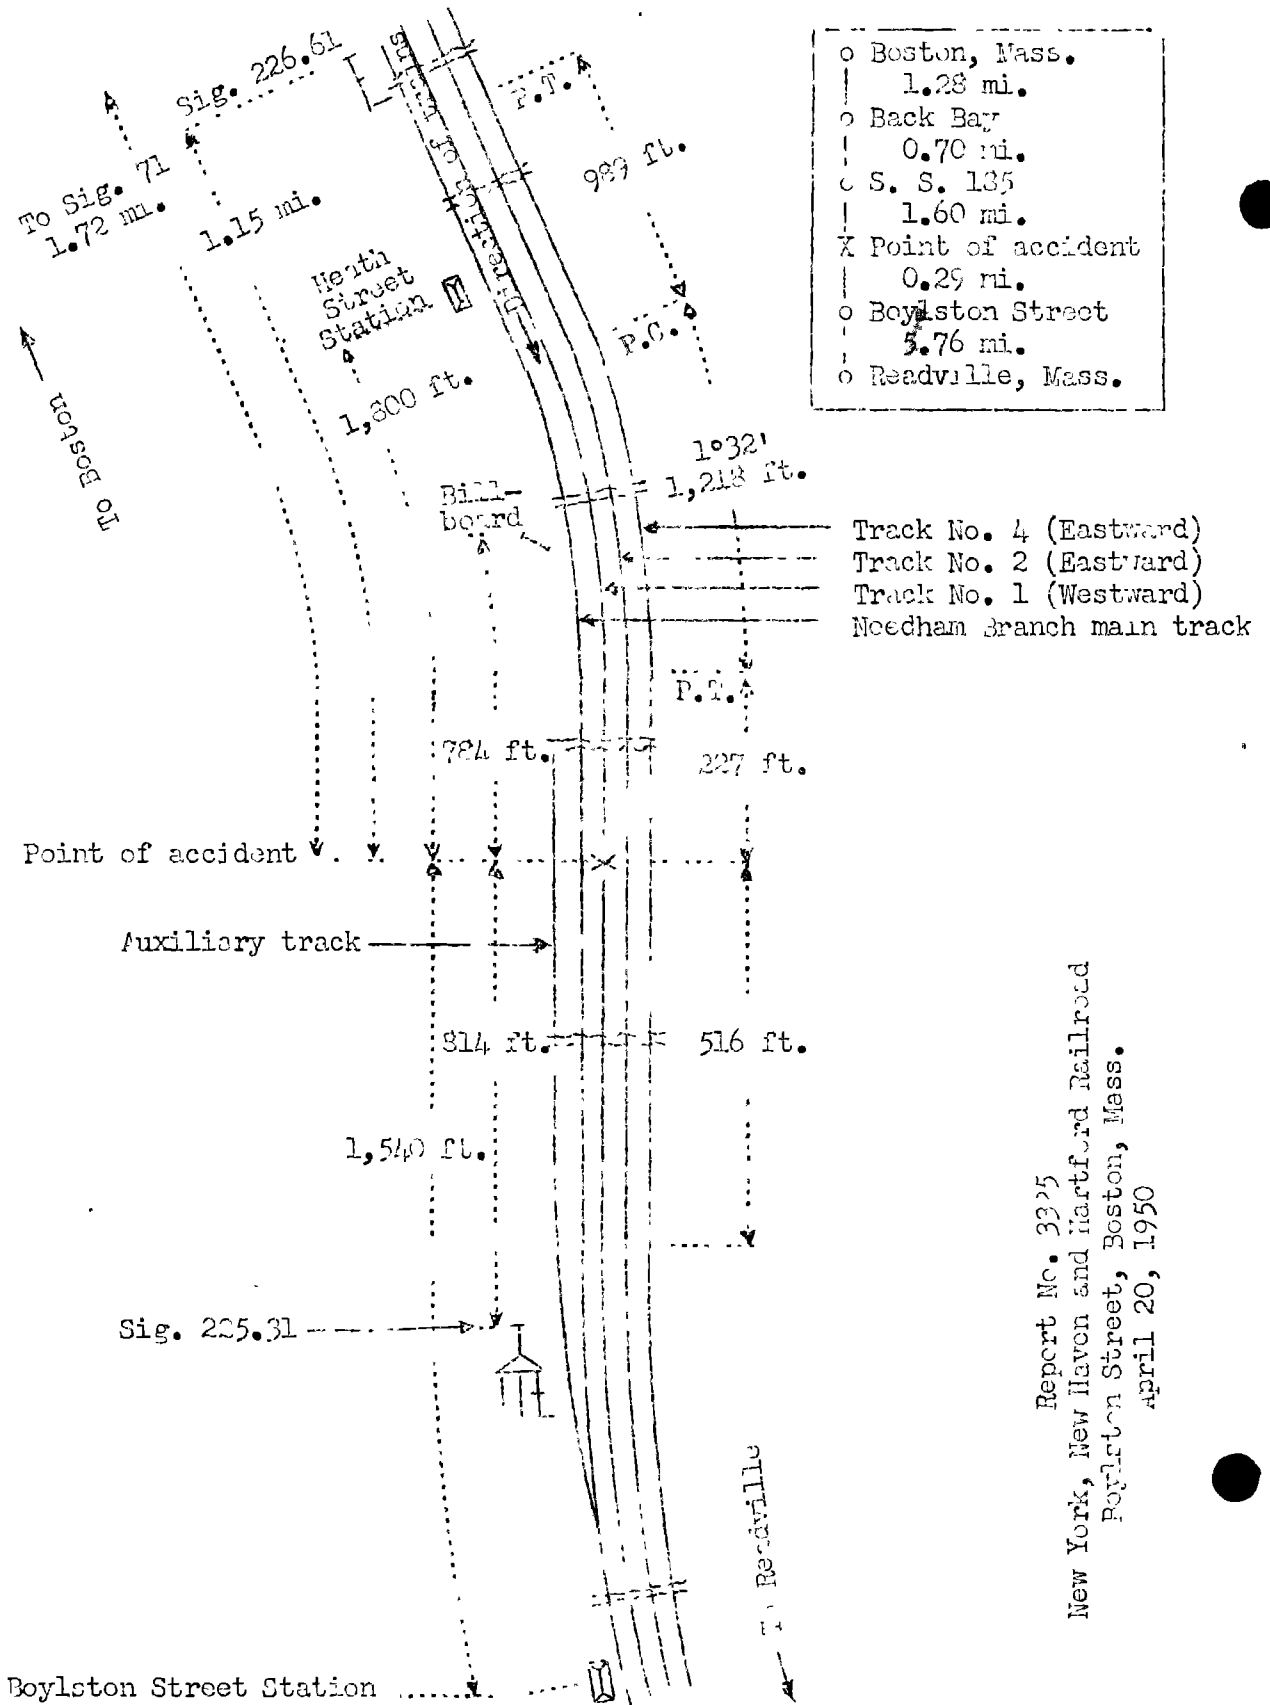 Sig. 226.61
To Sig. 71
1.72 mi.
1.15 mi.
Heath
Street
Station
1,600 ft.
To Boston
Direction of trains
P.T.
989 ft.
P.C.
1°32'
1,218 ft.
Bill-
board
o Boston, Mass.
1.28 mi.
o Back Bay
0.70 mi.
o S. S. 185
1.60 mi.
X Point of accident
0.29 mi.
o Boylston Street
5.76 mi.
o Readville, Mass.
Track No. 4 (Eastward)
Track No. 2 (Eastward)
Track No. 1 (Westward)
Needham Branch main track
P.T.
784 ft.
227 ft.
Point of accident
X
Auxiliary track
814 ft.
516 ft.
1,540 ft.
Sig. 225.31
To Readville
Boylston Street Station
Report No.
New York, New Haven and Hartford Railroad
Boylston Street, Boston, Mass.
April 20, 1950